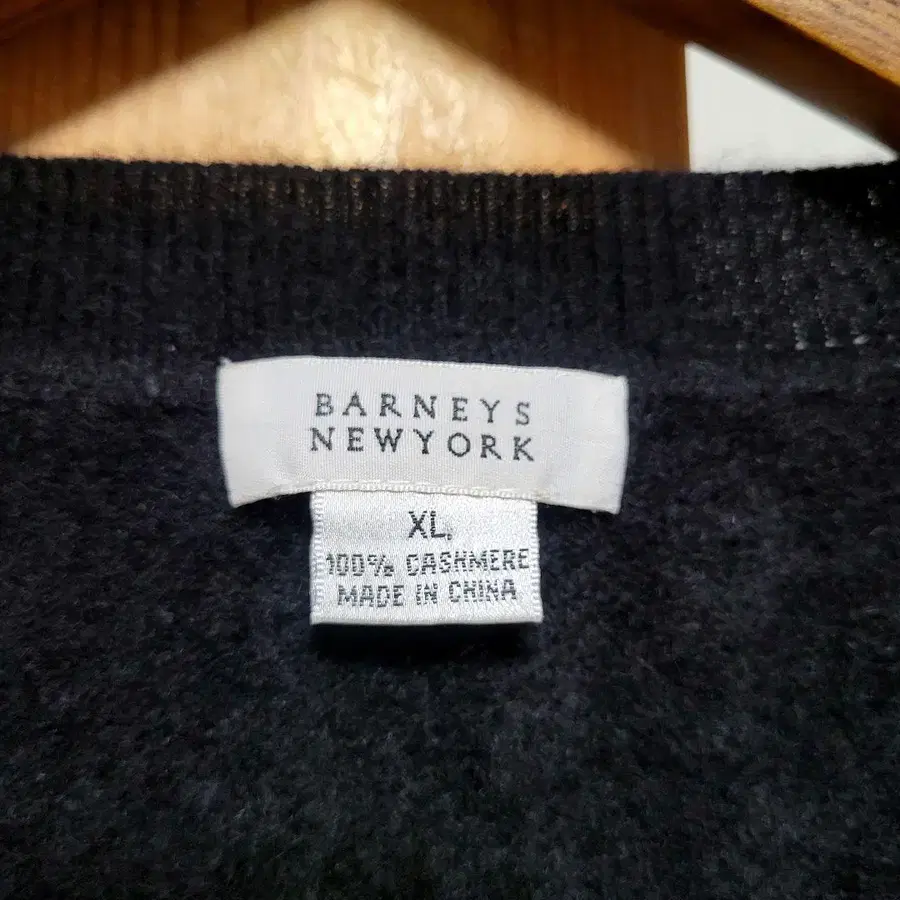 BARNEYS
NEWYORK
XL.
100% CASHMERE
MADE IN CHINA